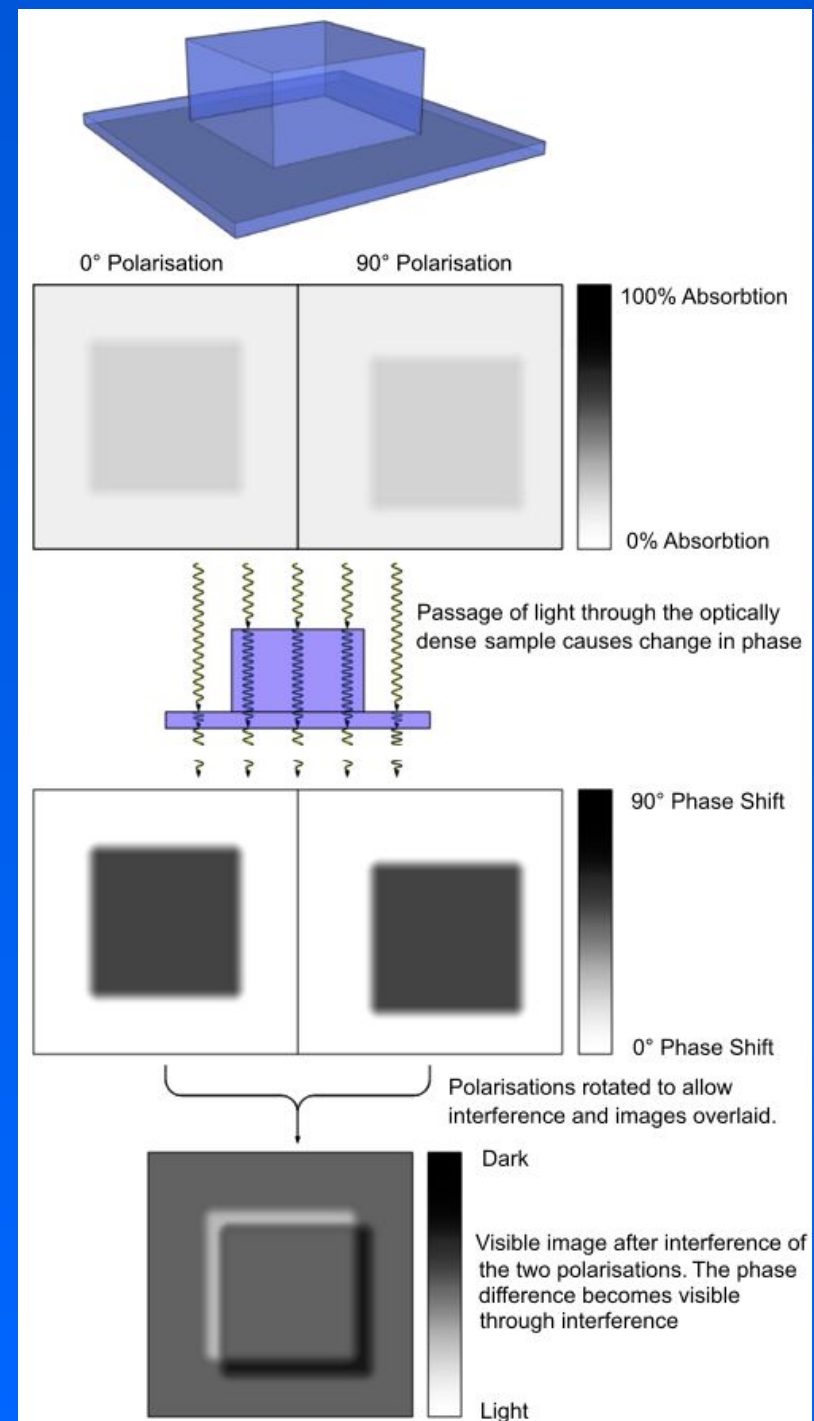 0° Polarisation
90° Polarisation
100% Absorbtion
0% Absorbtion
Passage of light through the optically
dense sample causes change in phase
90° Phase Shift
0° Phase Shift
Polarisations rotated to allow
interference and images overlaid.
Dark
Visible image after interference of
the two polarisations. The phase
difference becomes visible
through interference
Light